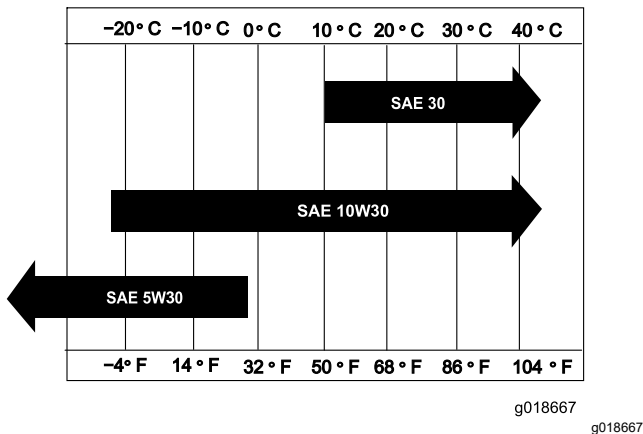 −20° C −10° C 0° C 10° C 20° C 30° C 40° C
SAE 30
SAE 10W30
SAE 5W30
−4° F 14° F 32° F 50° F 68° F 86° F 104 °F
g018667
g018667